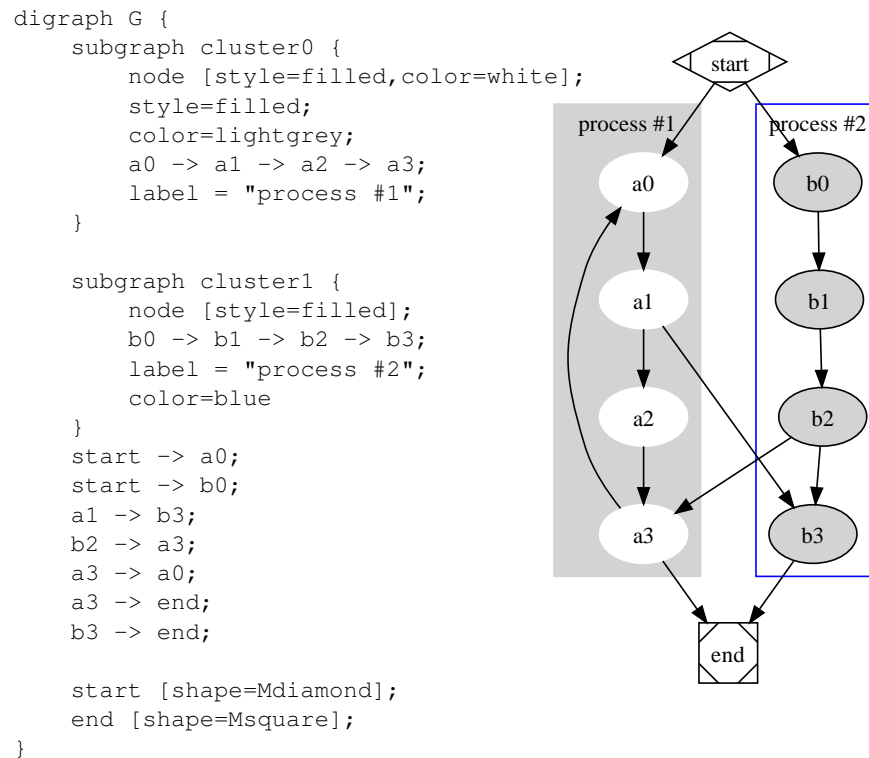 digraph G {
    subgraph cluster0 {
        node [style=filled,color=white];
        style=filled;
        color=lightgrey;
        a0 -> a1 -> a2 -> a3;
        label = "process #1";
    }

    subgraph cluster1 {
        node [style=filled];
        b0 -> b1 -> b2 -> b3;
        label = "process #2";
        color=blue
    }
    start -> a0;
    start -> b0;
    a1 -> b3;
    b2 -> a3;
    a3 -> a0;
    a3 -> end;
    b3 -> end;

    start [shape=Mdiamond];
    end [shape=Msquare];
}
start
process #1
process #2
a0
b0
a1
b1
a2
b2
a3
b3
end